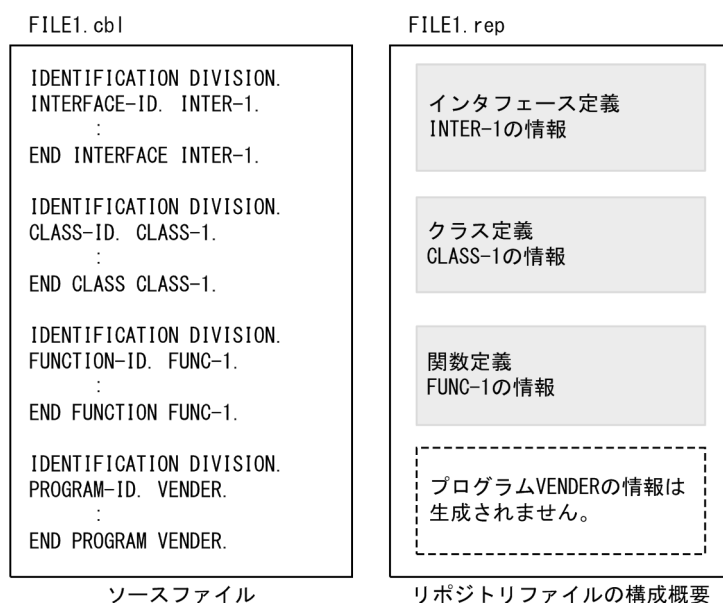 FILE1.cbl
IDENTIFICATION DIVISION.
INTERFACE-ID. INTER-1.
:
END INTERFACE INTER-1.
IDENTIFICATION DIVISION.
CLASS-ID. CLASS-1.
:
END CLASS CLASS-1.
IDENTIFICATION DIVISION.
FUNCTION-ID. FUNC-1.
:
END FUNCTION FUNC-1.
IDENTIFICATION DIVISION.
PROGRAM-ID. VENDER.
:
END PROGRAM VENDER.
ソースファイル
FILE1.rep
インタフェース定義
INTER-1の情報
クラス定義
CLASS-1の情報
関数定義
FUNC-1の情報
プログラムVENDERの情報は
生成されません。
リポジトリファイルの構成概要